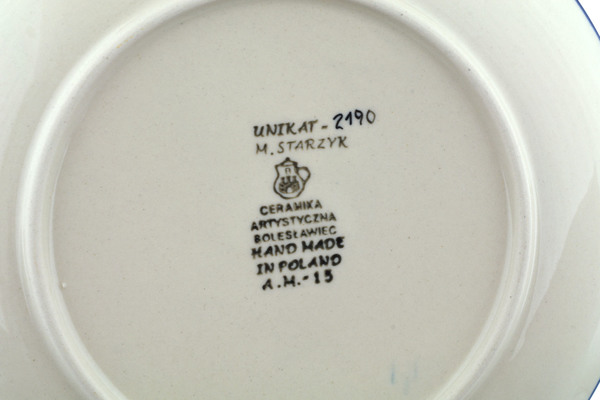 UNIKAT - 2190
M. STARZYK
CERAMIKA
ARTYSTYCZNA
BOLESŁAWIEC
HAND MADE
IN POLAND
A.M.-15